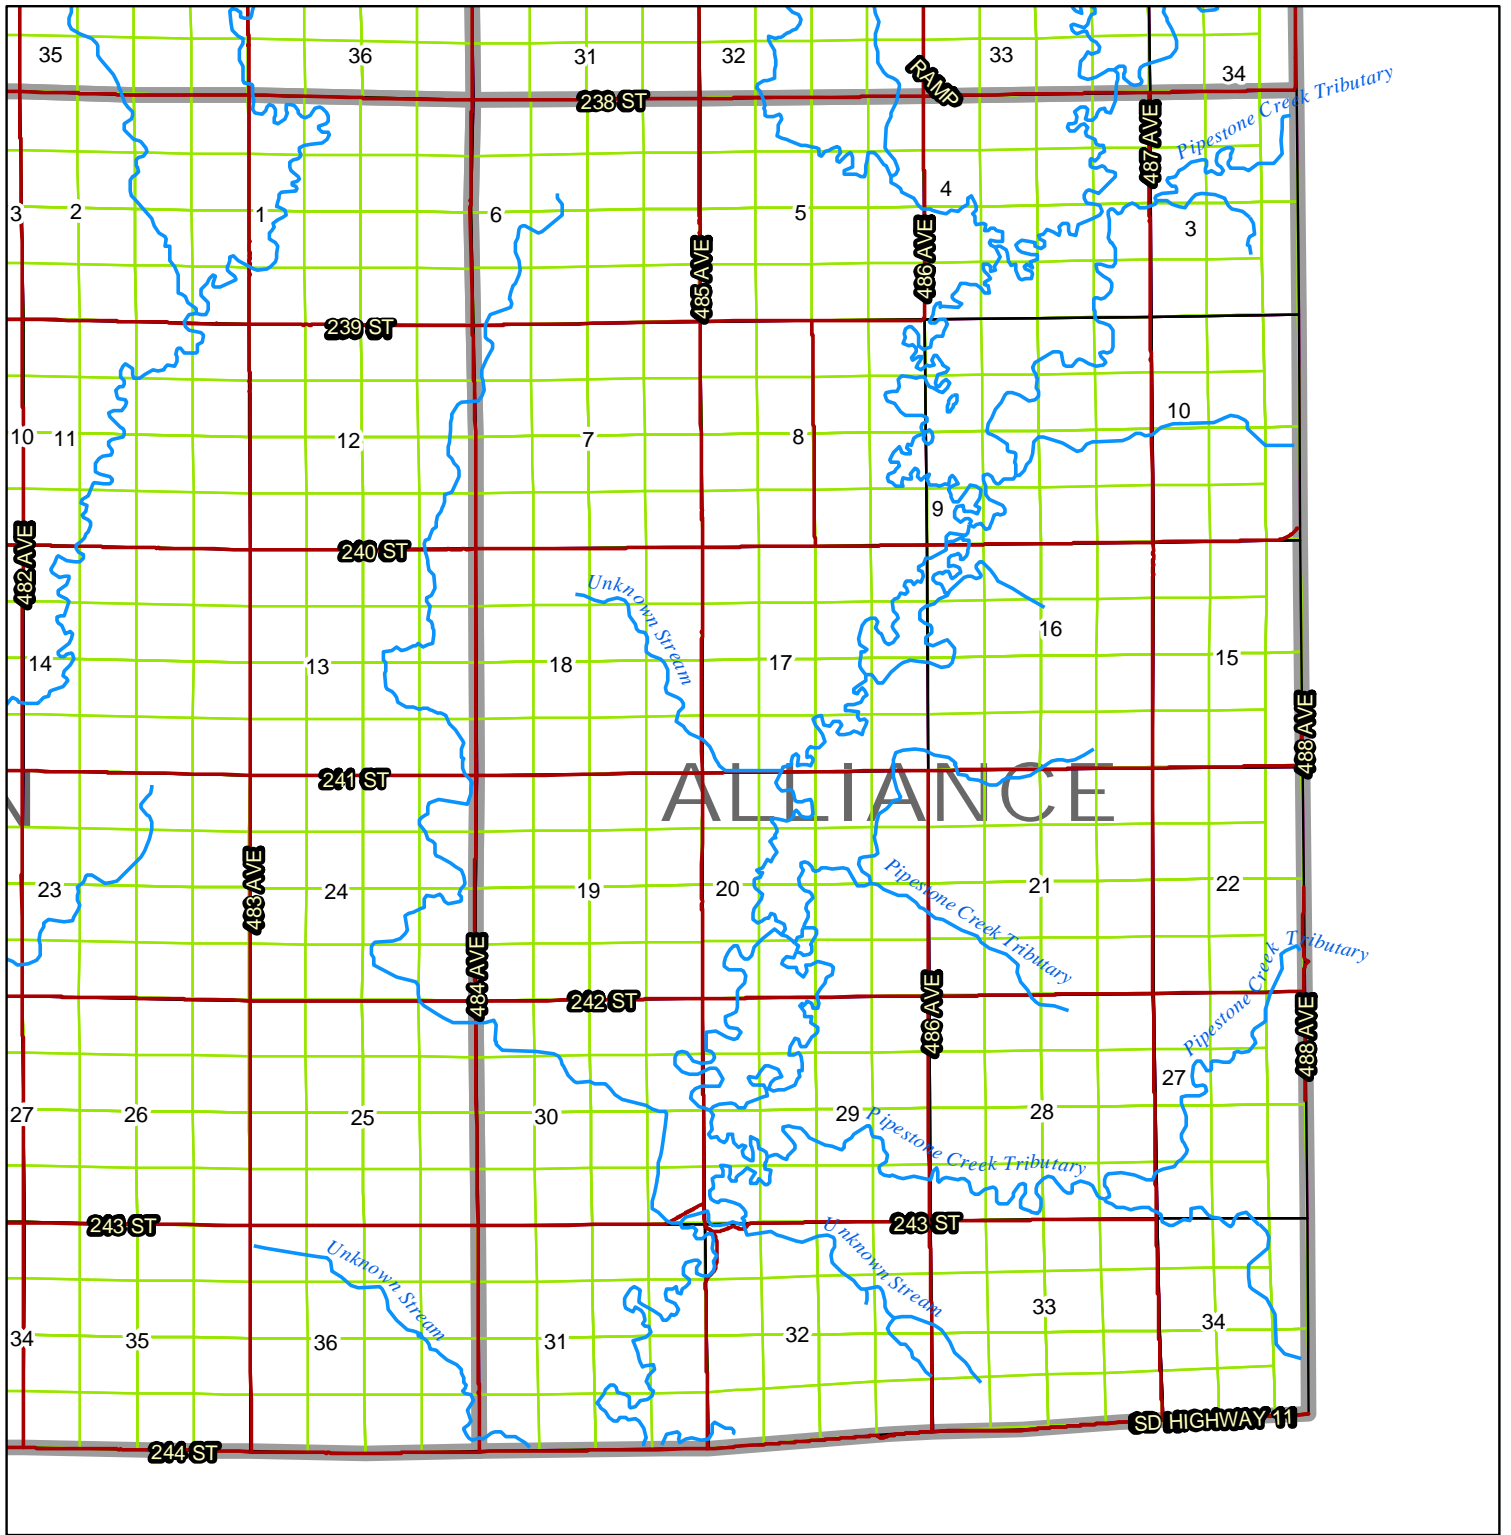 35
36
31
32
33
34
RAMP
238 ST
Pipestone Creek Tributary
487 AVE
3
2
1
6
5
4
3
485 AVE
486 AVE
239 ST
10
11
12
7
8
9
10
482 AVE
240 ST
Unknown Stream
14
13
18
17
16
15
488 AVE
241 ST
N
ALLIANCE
483 AVE
23
24
19
20
21
22
Pipestone Creek Tributary
Pipestone Creek Tributary
484 AVE
242 ST
486 AVE
488 AVE
27
26
25
30
29
28
27
Pipestone Creek Tributary
243 ST
243 ST
Unknown Stream
Unknown Stream
34
35
36
31
32
33
34
SD HIGHWAY 11
244 ST